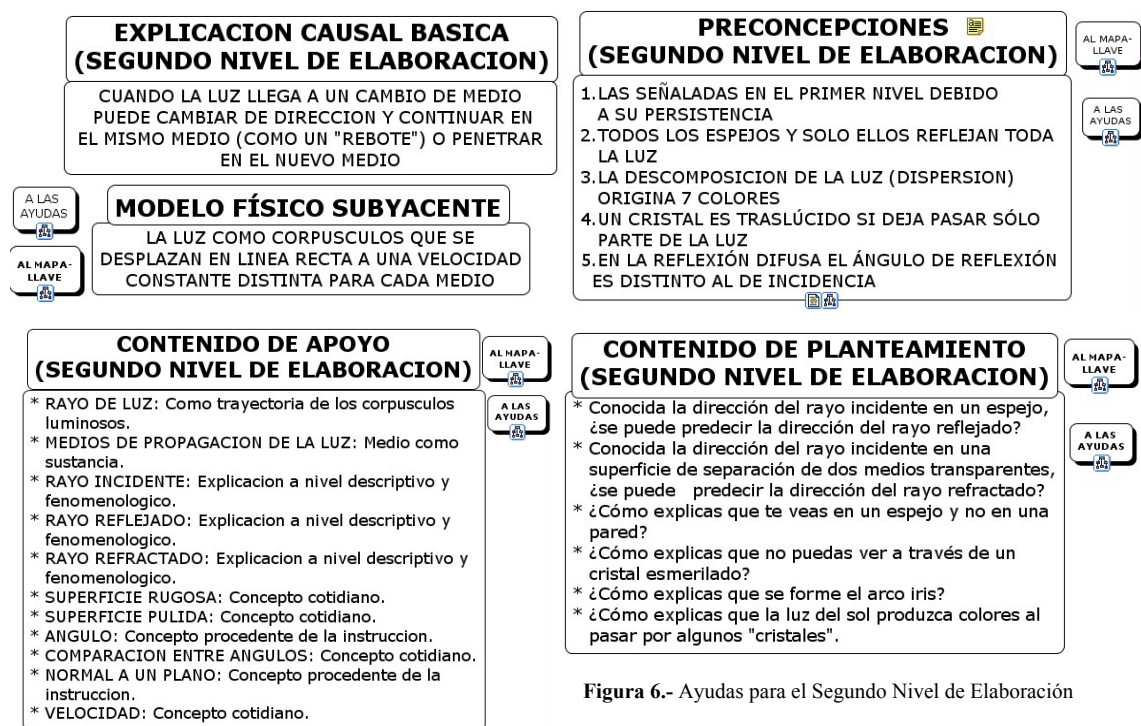 EXPLICACION CAUSAL BASICA
(SEGUNDO NIVEL DE ELABORACION)
CUANDO LA LUZ LLEGA A UN CAMBIO DE MEDIO
PUEDE CAMBIAR DE DIRECCION Y CONTINUAR EN
EL MISMO MEDIO (COMO UN "REBOTE") O PENETRAR
EN EL NUEVO MEDIO
A LAS
AYUDAS
AL MAPA-
LLAVE
MODELO FÍSICO SUBYACENTE
LA LUZ COMO CORPUSCULOS QUE SE
DESPLAZAN EN LINEA RECTA A UNA VELOCIDAD
CONSTANTE DISTINTA PARA CADA MEDIO
PRECONCEPCIONES
(SEGUNDO NIVEL DE ELABORACION)
AL MAPA-
LLAVE
A LAS
AYUDAS
1.LAS SEÑALADAS EN EL PRIMER NIVEL DEBIDO
A SU PERSISTENCIA
2.TODOS LOS ESPEJOS Y SOLO ELLOS REFLEJAN TODA
LA LUZ
3.LA DESCOMPOSICION DE LA LUZ (DISPERSION)
ORIGINA 7 COLORES
4.UN CRISTAL ES TRASLÚCIDO SI DEJA PASAR SÓLO
PARTE DE LA LUZ
5.EN LA REFLEXIÓN DIFUSA EL ÁNGULO DE REFLEXIÓN
ES DISTINTO AL DE INCIDENCIA
CONTENIDO DE APOYO
(SEGUNDO NIVEL DE ELABORACION)
AL MAPA-
LLAVE
A LAS
AYUDAS
* RAYO DE LUZ: Como trayectoria de los corpusculos
luminosos.
* MEDIOS DE PROPAGACION DE LA LUZ: Medio como
sustancia.
* RAYO INCIDENTE: Explicacion a nivel descriptivo y
fenomenologico.
* RAYO REFLEJADO: Explicacion a nivel descriptivo y
fenomenologico.
* RAYO REFRACTADO: Explicacion a nivel descriptivo y
fenomenologico.
* SUPERFICIE RUGOSA: Concepto cotidiano.
* SUPERFICIE PULIDA: Concepto cotidiano.
* ANGULO: Concepto procedente de la instruccion.
* COMPARACION ENTRE ANGULOS: Concepto cotidiano.
* NORMAL A UN PLANO: Concepto procedente de la
instruccion.
* VELOCIDAD: Concepto cotidiano.
CONTENIDO DE PLANTEAMIENTO
(SEGUNDO NIVEL DE ELABORACION)
AL MAPA-
LLAVE
A LAS
AYUDAS
* Conocida la dirección del rayo incidente en un espejo,
¿se puede predecir la dirección del rayo reflejado?
* Conocida la dirección del rayo incidente en una
superficie de separación de dos medios transparentes,
¿se puede predecir la dirección del rayo refractado?
* ¿Cómo explicas que te veas en un espejo y no en una
pared?
* ¿Cómo explicas que no puedas ver a través de un
cristal esmerilado?
* ¿Cómo explicas que se forme el arco iris?
* ¿Cómo explicas que la luz del sol produzca colores al
pasar por algunos "cristales".
Figura 6.- Ayudas para el Segundo Nivel de Elaboración